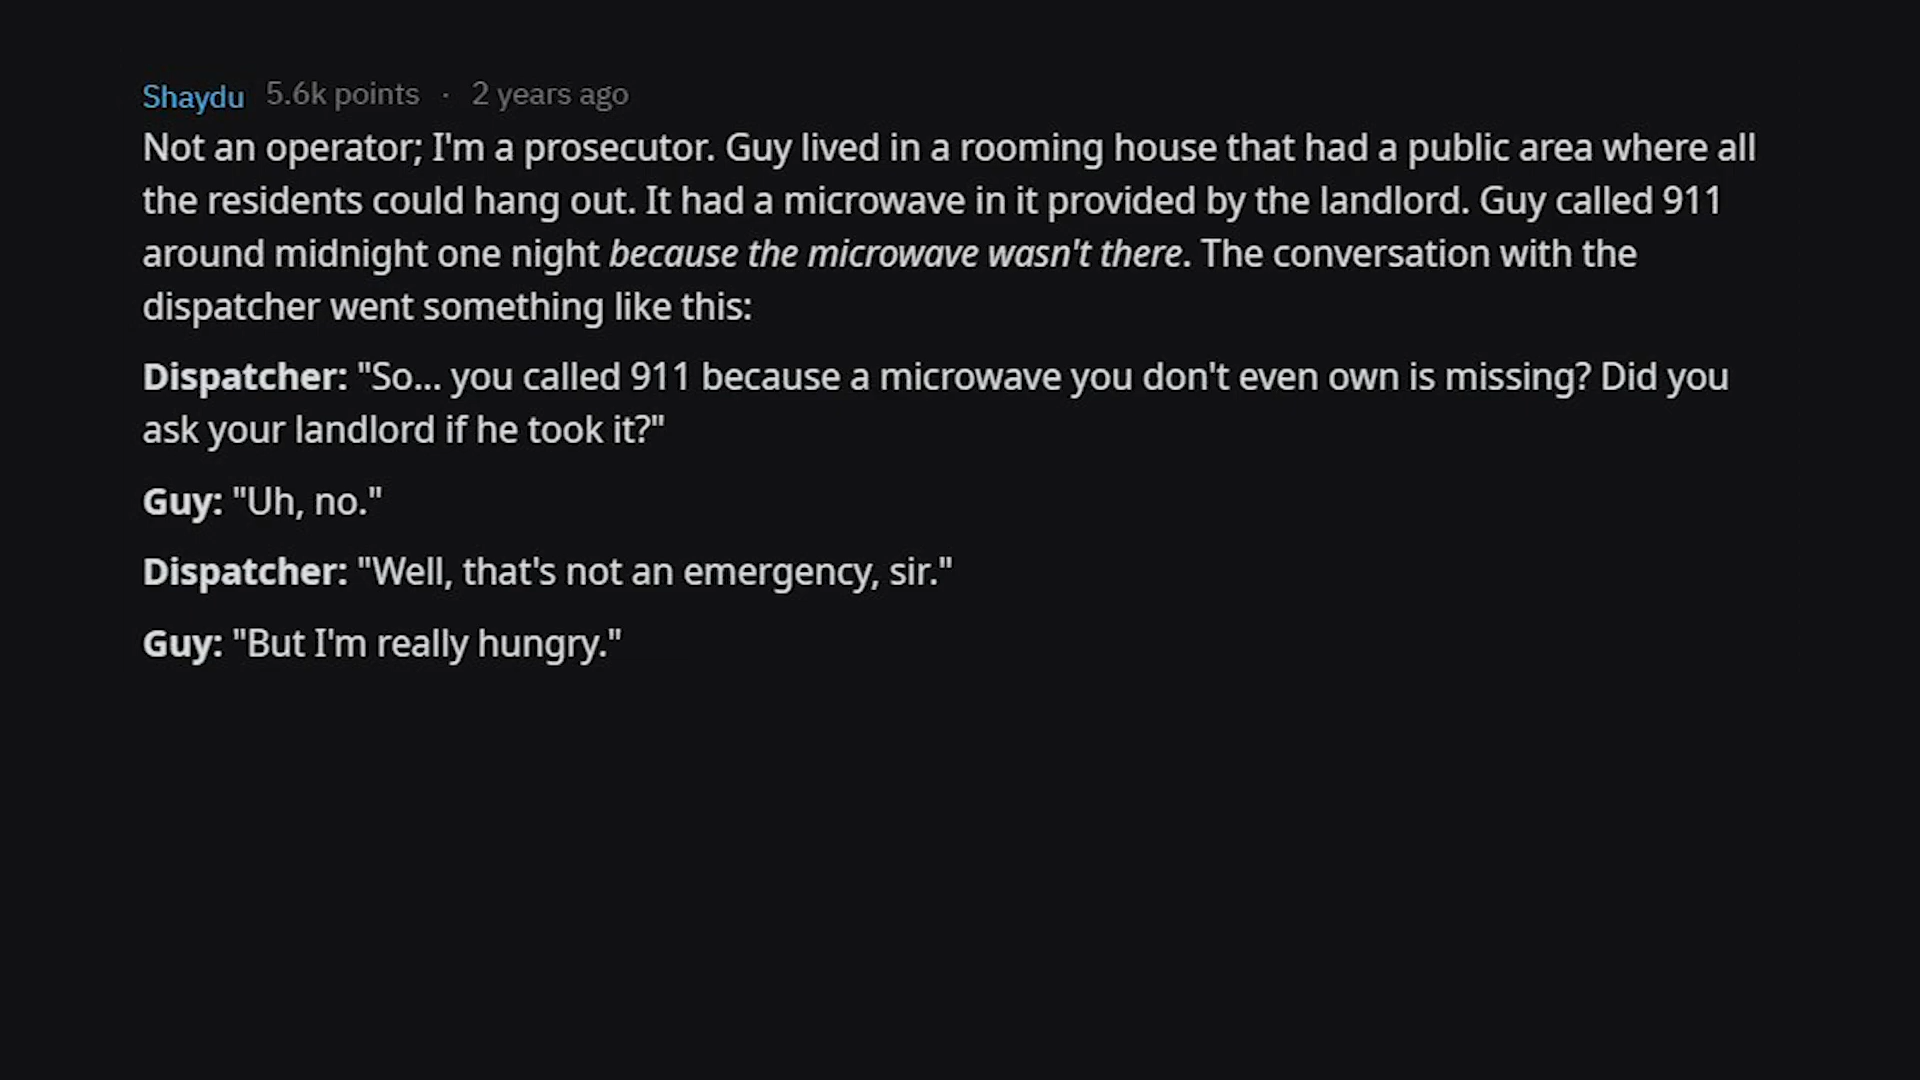 Shaydu 5.6k points · 2 years ago
Not an operator; I'm a prosecutor. Guy lived in a rooming house that had a public area where all
the residents could hang out. It had a microwave in it provided by the landlord. Guy called 911
around midnight one night because the microwave wasn't there. The conversation with the
dispatcher went something like this:
Dispatcher: "So... you called 911 because a microwave you don't even own is missing? Did you
ask your landlord if he took it?"
Guy: "Uh, no."
Dispatcher: "Well, that's not an emergency, sir."
Guy: "But I'm really hungry."